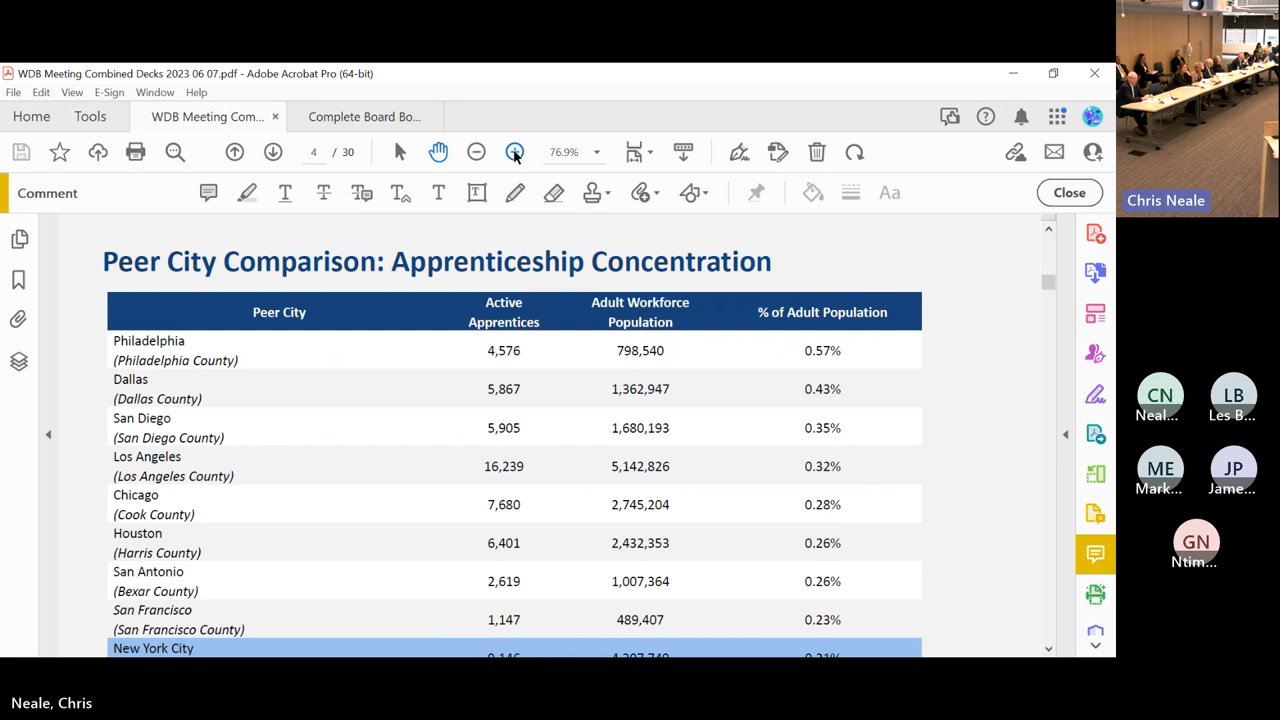 WDB Meeting Combined Decks 2023 06 07.pdf - Adobe Acrobat Pro (64-bit)
File Edit View E-Sign Window Help
Home Tools WDB Meeting Com... × Complete Board Bo...
4 / 30 76.9%
Comment Close
Peer City Comparison: Apprenticeship Concentration
Peer City Active Apprentices Adult Workforce Population % of Adult Population
Philadelphia
(Philadelphia County) 4,576 798,540 0.57%
Dallas
(Dallas County) 5,867 1,362,947 0.43%
San Diego
(San Diego County) 5,905 1,680,193 0.35%
Los Angeles
(Los Angeles County) 16,239 5,142,826 0.32%
Chicago
(Cook County) 7,680 2,745,204 0.28%
Houston
(Harris County) 6,401 2,432,353 0.26%
San Antonio
(Bexar County) 2,619 1,007,364 0.26%
San Francisco
(San Francisco County) 1,147 489,407 0.23%
New York City
Chris Neale
CN LB
Neal... Les B...
ME JP
Mark... Jame...
GN
Ntim...
Neale, Chris